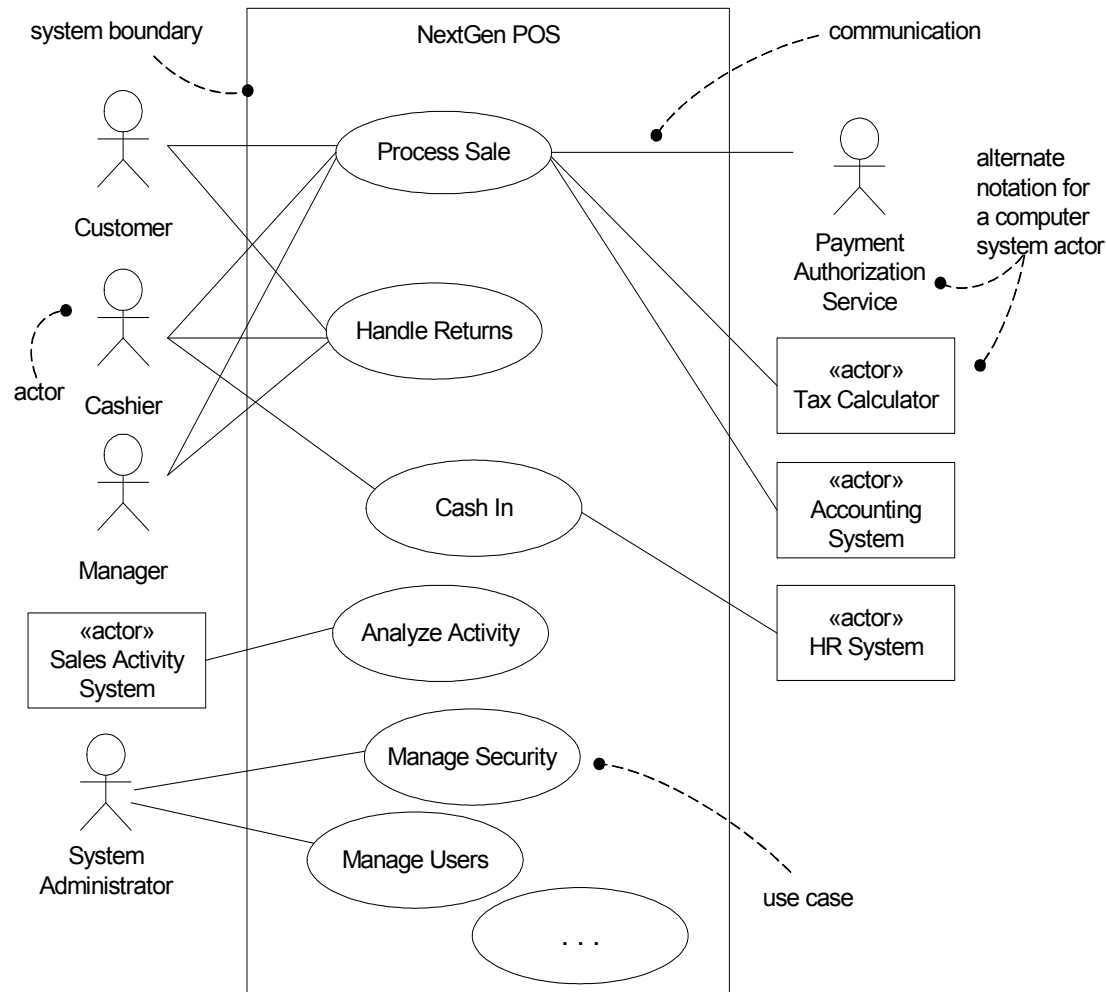 system boundary
NextGen POS
communication
Customer
Process Sale
alternate
notation for
a computer
system actor
Payment
Authorization
Service
Handle Returns
actor
Cashier
«actor»
Tax Calculator
Cash In
«actor»
Accounting
System
Manager
«actor»
Sales Activity
System
Analyze Activity
«actor»
HR System
Manage Security
System
Administrator
Manage Users
use case
. . .